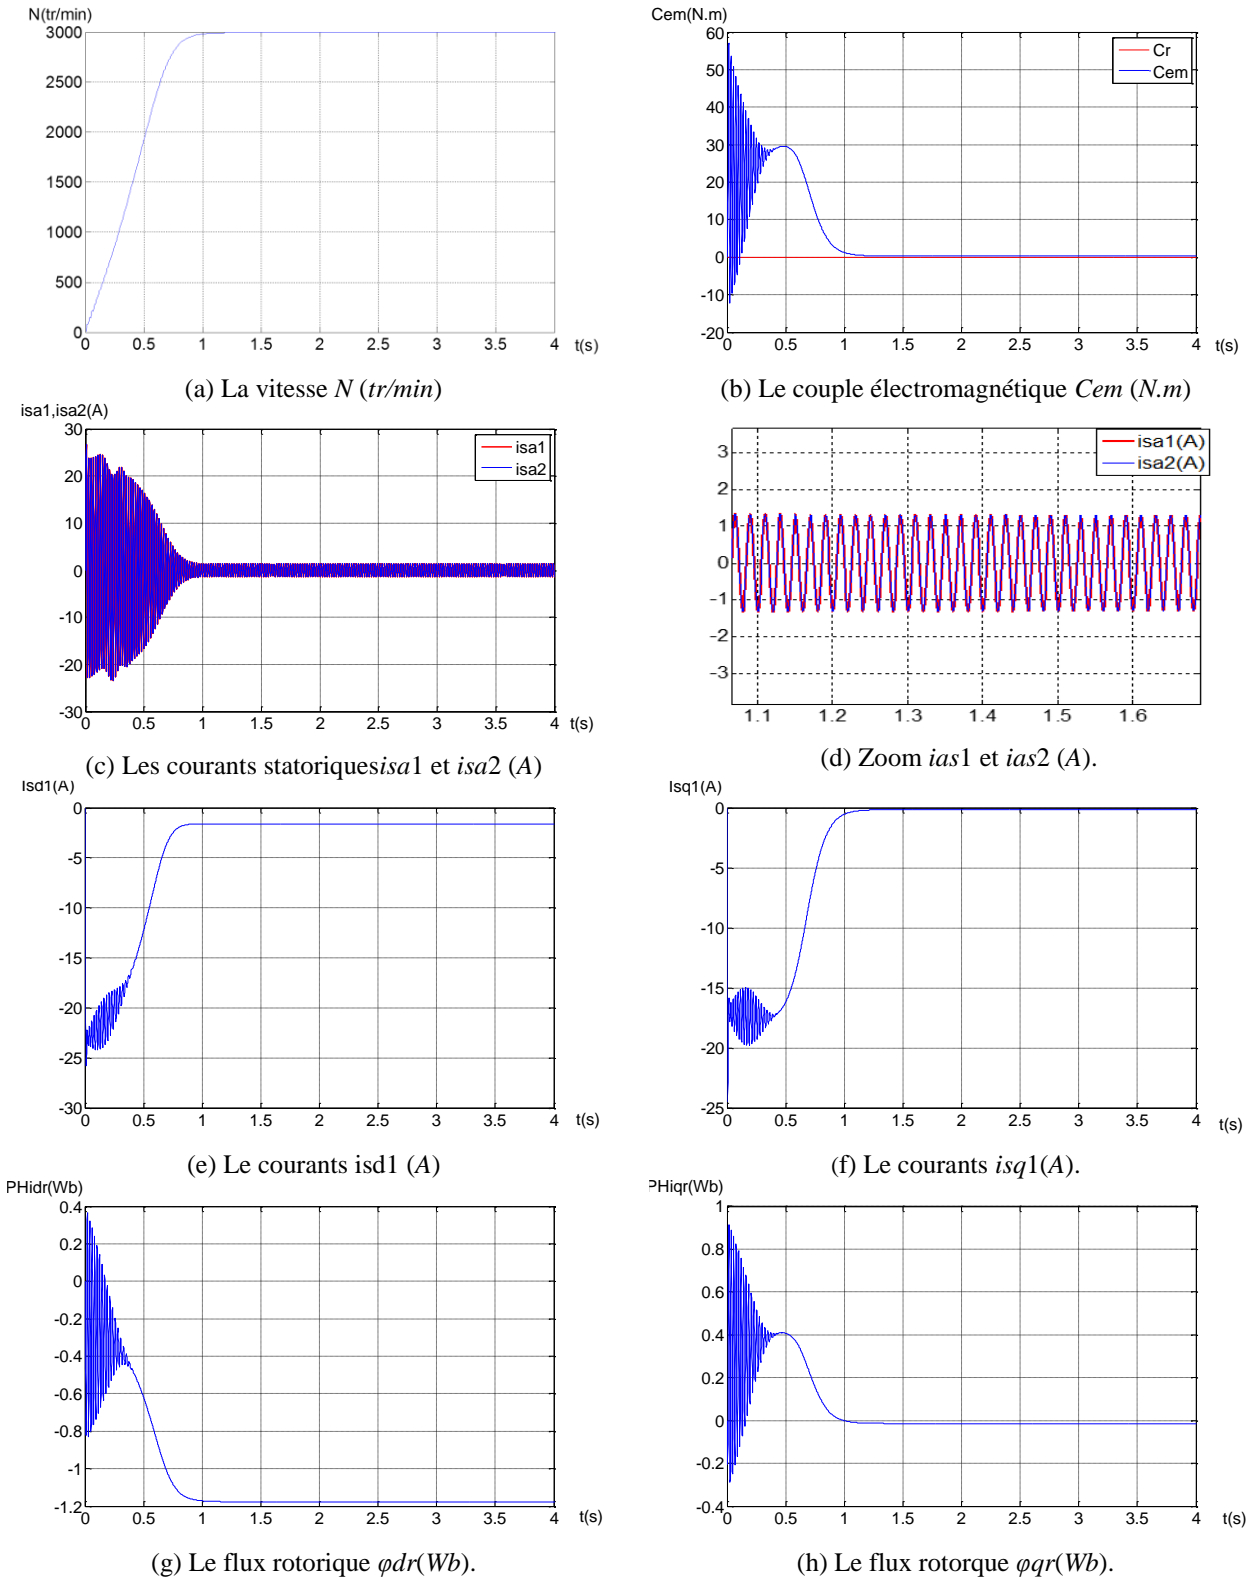 N(tr/min)
3000
2500
2000
1500
1000
500
0
0 0.5 1 1.5 2 2.5 3 3.5 4 t(s)
(a) La vitesse N (tr/min)
Cem(N.m)
60
50
40
30
20
10
0
-10
-20
Cr
Cem
0 0.5 1 1.5 2 2.5 3 3.5 4 t(s)
(b) Le couple électromagnétique Cem (N.m)
isa1,isa2(A)
30
20
10
0
-10
-20
-30
isa1
isa2
0 0.5 1 1.5 2 2.5 3 3.5 4 t(s)
(c) Les courants statoriquesisa1 et isa2 (A)
3
2
1
0
-1
-2
-3
isa1(A)
isa2(A)
1.1 1.2 1.3 1.4 1.5 1.6
(d) Zoom ias1 et ias2 (A).
Isd1(A)
0
-5
-10
-15
-20
-25
-30
0 0.5 1 1.5 2 2.5 3 3.5 4 t(s)
(e) Le courants isd1 (A)
Isq1(A)
0
-5
-10
-15
-20
-25
0 0.5 1 1.5 2 2.5 3 3.5 4 t(s)
(f) Le courants isq1(A).
PHidr(Wb)
0.4
0.2
0
-0.2
-0.4
-0.6
-0.8
-1
-1.2
0 0.5 1 1.5 2 2.5 3 3.5 4 t(s)
(g) Le flux rotorique φdr(Wb).
PHiqr(Wb)
1
0.8
0.6
0.4
0.2
0
-0.2
-0.4
0 0.5 1 1.5 2 2.5 3 3.5 4 t(s)
(h) Le flux rotorque φqr(Wb).